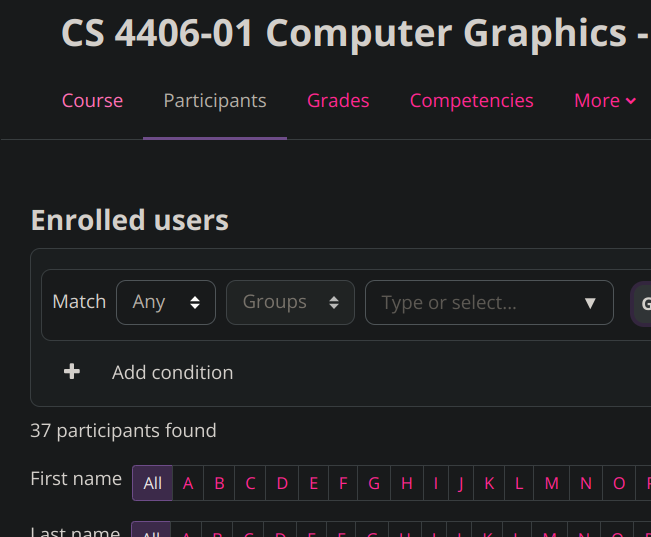 CS 4406-01 Computer Graphics -
Course Participants Grades Competencies More
Enrolled users
Match Any Groups Type or select... G
Add condition
37 participants found
First name All A B C D E F G H I J K L M N O
Last name All A B C D E F G H I J K L M N O